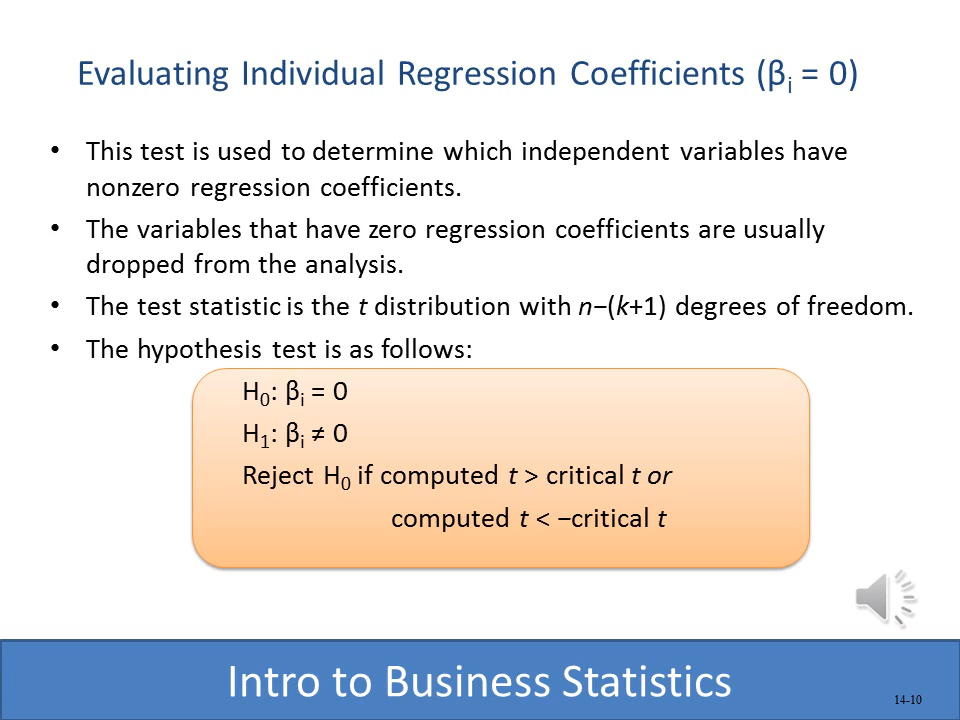 Evaluating Individual Regression Coefficients (βi = 0)
• This test is used to determine which independent variables have
nonzero regression coefficients.
• The variables that have zero regression coefficients are usually
dropped from the analysis.
• The test statistic is the t distribution with n−(k+1) degrees of freedom.
• The hypothesis test is as follows:
H0: βi = 0
H1: βi ≠ 0
Reject H0 if computed t > critical t or
computed t < −critical t
Intro to Business Statistics
14-10